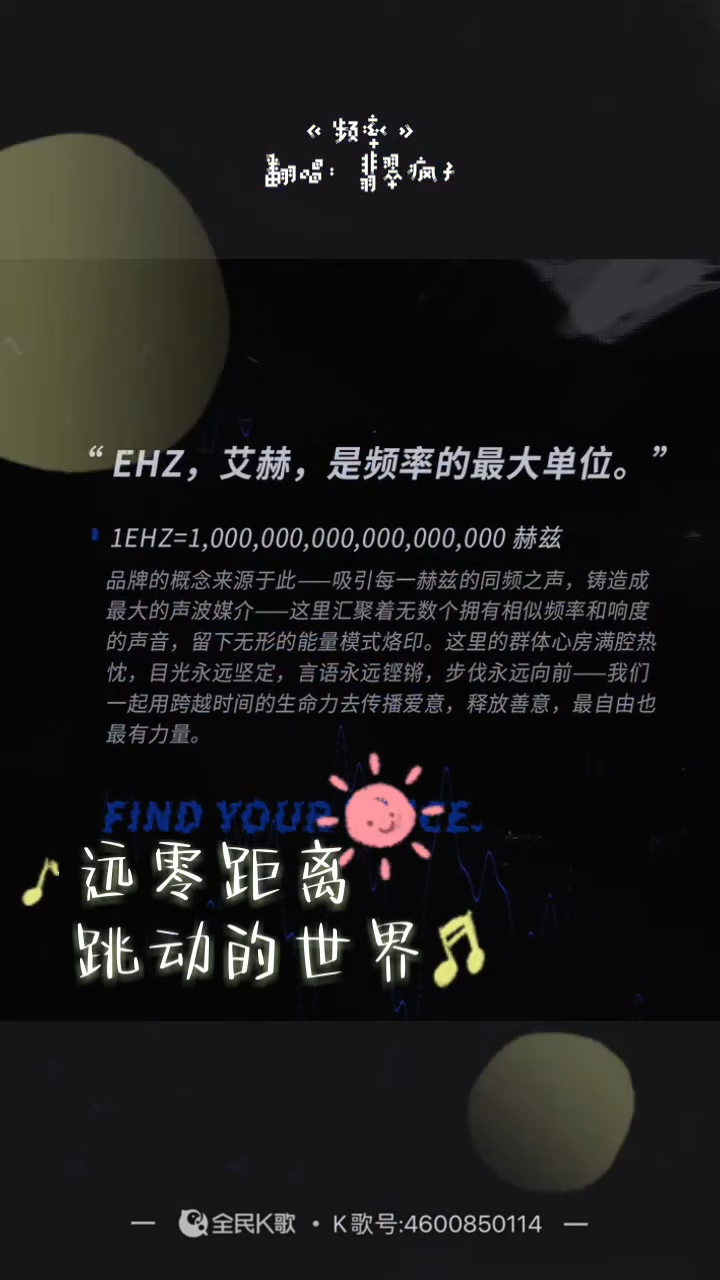 《频率》
翻唱：翡翠疯子
“EHZ，艾赫，是频率的最大单位。”
1EHZ=1,000,000,000,000,000,000 赫兹
品牌的概念来源于此——吸引每一赫兹的同频之声，铸造成
最大的声波媒介——这里汇聚着无数个拥有相似频率和响度
的声音，留下无形的能量模式烙印。这里的群体心房满腔热
忱，目光永远坚定，言语永远铿锵，步伐永远向前——我们
一起用跨越时间的生命力去传播爱意，释放善意，最自由也
最有力量。
FIND YOUR
远零距离
跳动的世界
— 全民K歌 · K歌号:4600850114 —